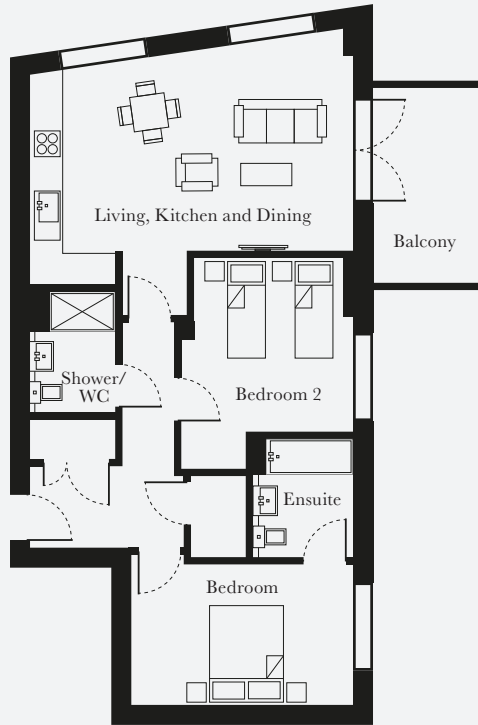 Living, Kitchen and Dining
Balcony
Shower/
WC
Bedroom 2
Ensuite
Bedroom